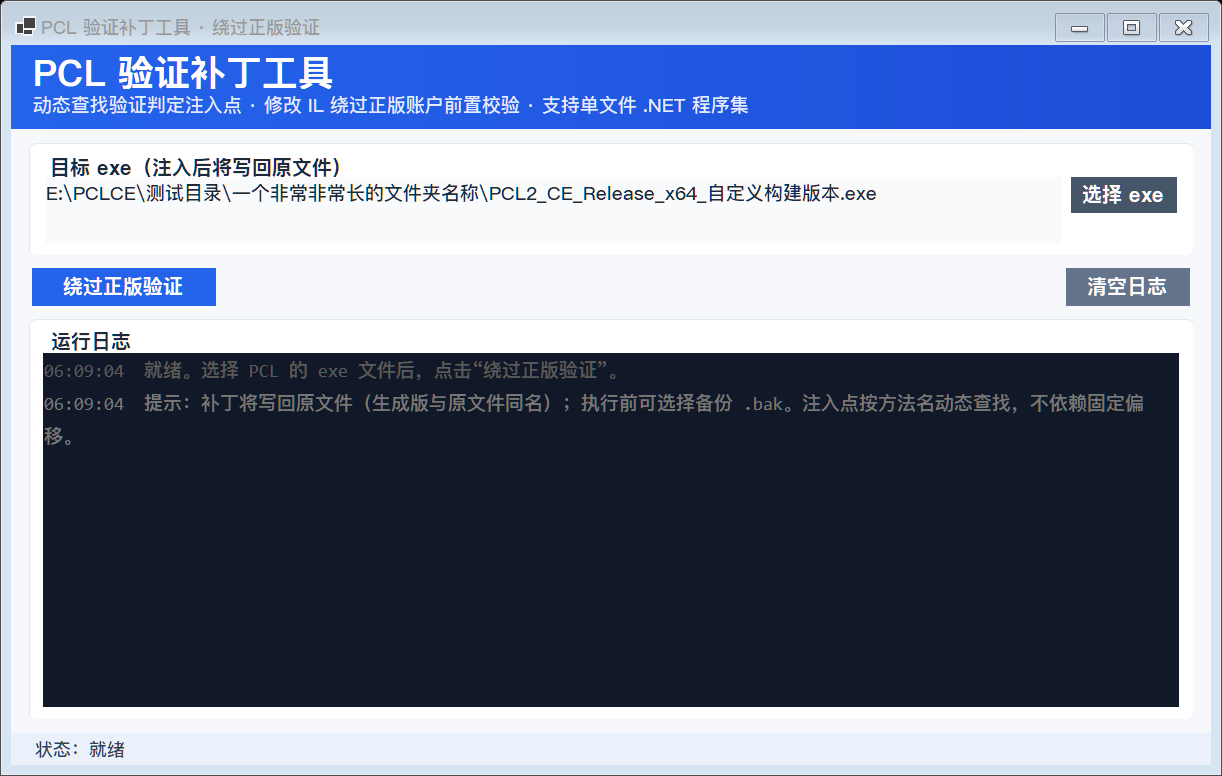 PCL 验证补丁工具 · 绕过正版验证
PCL 验证补丁工具
动态查找验证判定注入点 · 修改 IL 绕过正版账户前置校验 · 支持单文件 .NET 程序集
目标 exe（注入后将写回原文件）
E:\PCLCE\测试目录\一个非常非常长的文件夹名称\PCL2_CE_Release_x64_自定义构建版本.exe
选择 exe
绕过正版验证
清空日志
运行日志
06:09:04 就绪。选择 PCL 的 exe 文件后，点击“绕过正版验证”。
06:09:04 提示：补丁将写回原文件（生成版与原文件同名）；执行前可选择备份 .bak。注入点按方法名动态查找，不依赖固定偏
移。
状态：就绪